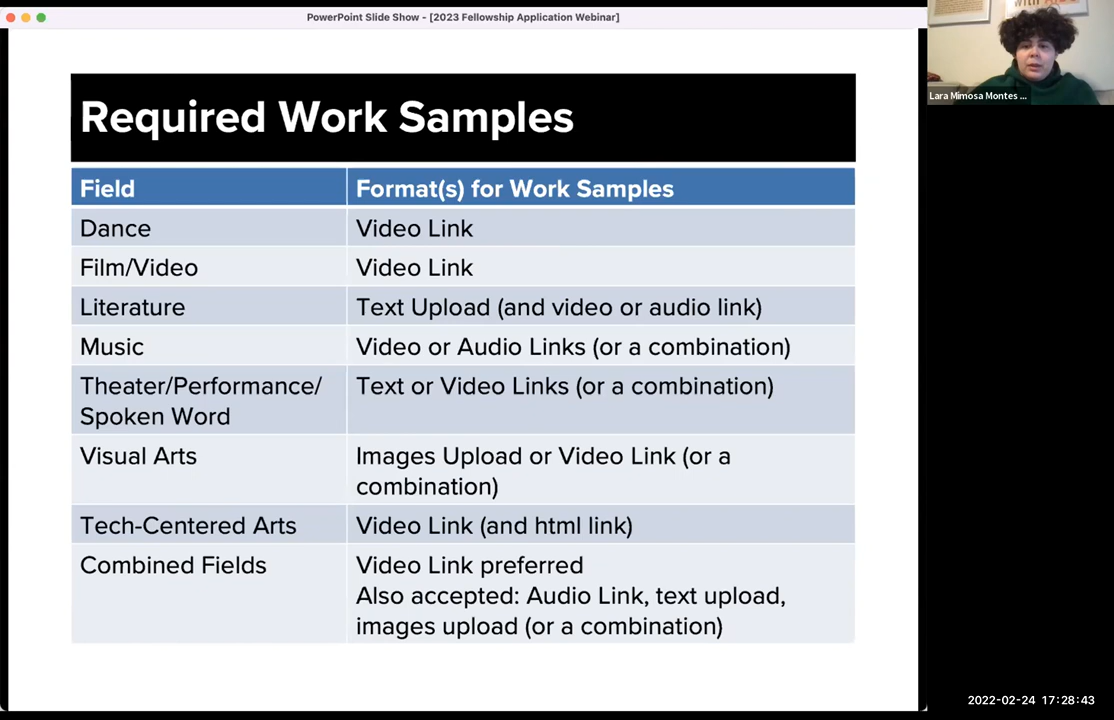 PowerPoint Slide Show - [2023 Fellowship Application Webinar]
Lara Mimosa Montes ...
Required Work Samples
Field
Format(s) for Work Samples
Dance
Video Link
Film/Video
Video Link
Literature
Text Upload (and video or audio link)
Music
Video or Audio Links (or a combination)
Theater/Performance/
Spoken Word
Text or Video Links (or a combination)
Visual Arts
Images Upload or Video Link (or a
combination)
Tech-Centered Arts
Video Link (and html link)
Combined Fields
Video Link preferred
Also accepted: Audio Link, text upload,
images upload (or a combination)
2022-02-24 17:28:43